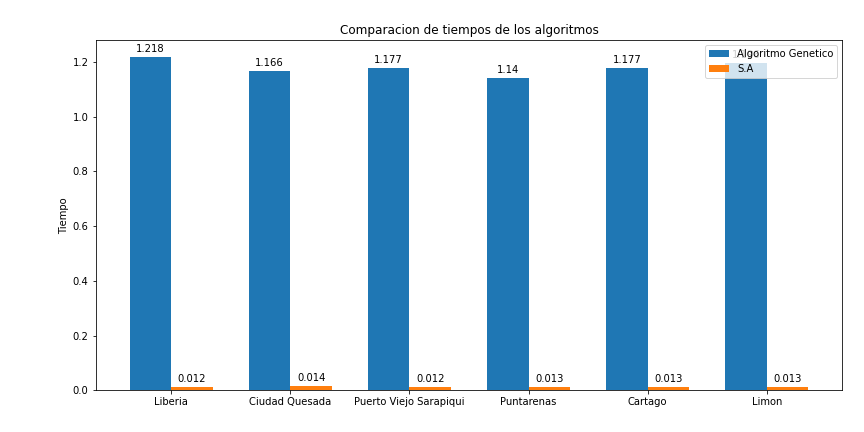 Comparacion de tiempos de los algoritmos
Algoritmo Genetico
S.A
Tiempo
1.2
1.0
0.8
0.6
0.4
0.2
0.0
1.218
1.166
1.177
1.14
1.177
0.012
0.014
0.012
0.013
0.013
0.013
Liberia
Ciudad Quesada
Puerto Viejo Sarapiqui
Puntarenas
Cartago
Limon